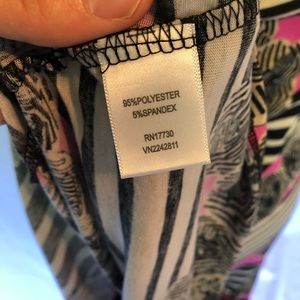 95%POLYESTER
5%SPANDEX
RN17730
VN2242811